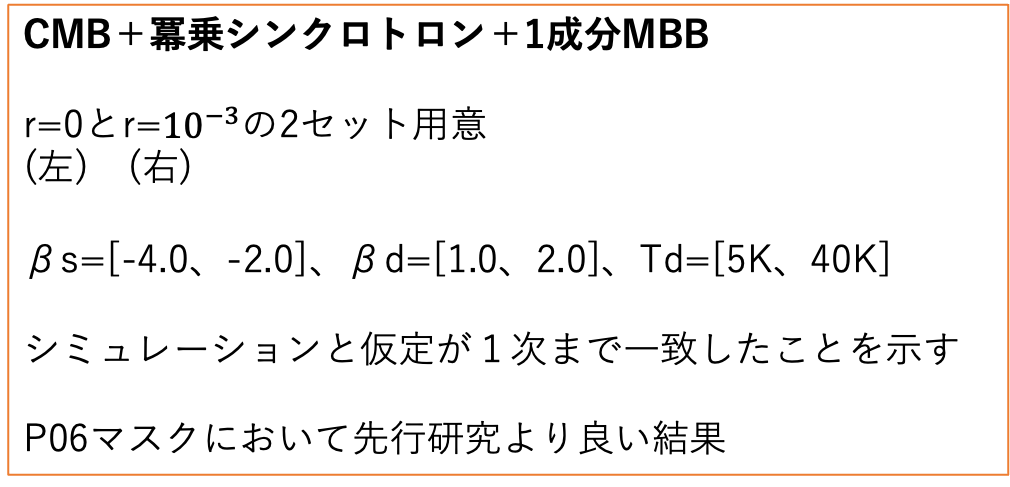 CMB＋冪乗シンクロトロン＋1成分MBB
r=0とr=10⁻³の2セット用意
(左)　(右)
βs=[-4.0、-2.0]、βd=[1.0、2.0]、Td=[5K、40K]
シミュレーションと仮定が１次まで一致したことを示す
P06マスクにおいて先行研究より良い結果